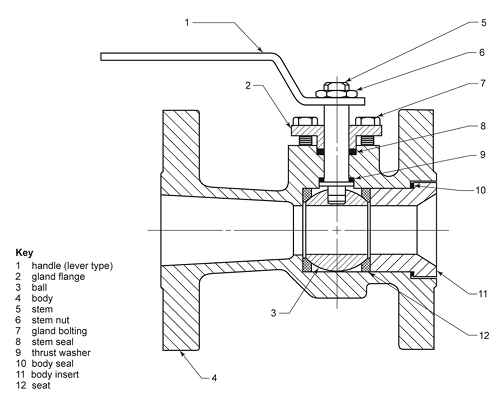 1
5
6
2
7
8
9
10
Key
1 handle (lever type)
2 gland flange
3 ball
4 body
5 stem
6 stem nut
7 gland bolting
8 stem seal
9 thrust washer
10 body seal
11 body insert
12 seat
3
11
12
4